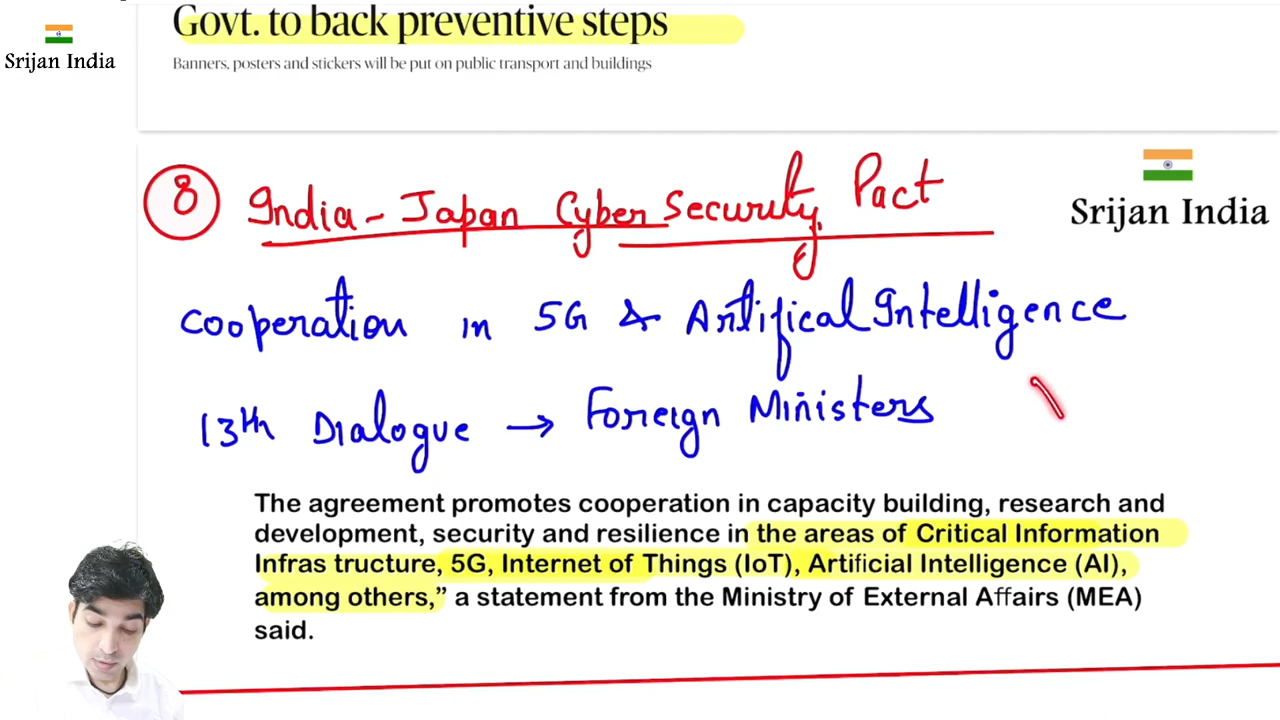 Govt. to back preventive steps
Srijan India
Banners, posters and stickers will be put on public transport and buildings
8 India - Japan Cyber Security Pact
Srijan India
Cooperation in 5G & Artifical Intelligence
13th Dialogue → Foreign Ministers
The agreement promotes cooperation in capacity building, research and
development, security and resilience in the areas of Critical Information
Infras tructure, 5G, Internet of Things (IoT), Artificial Intelligence (AI),
among others,” a statement from the Ministry of External Affairs (MEA)
said.